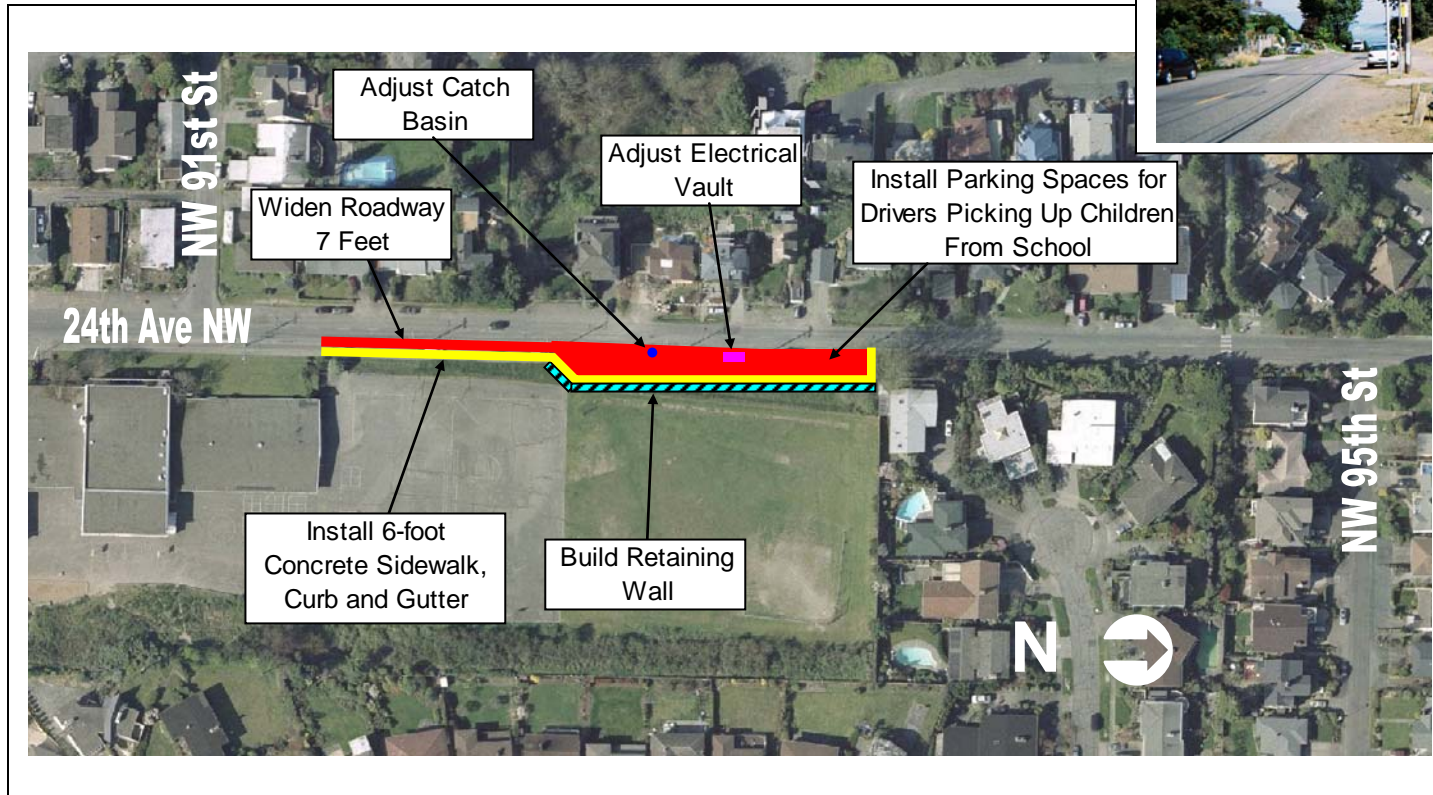 NW 91st St
Adjust Catch
Basin
Adjust Electrical
Vault
Install Parking Spaces for
Drivers Picking Up Children
From School
Widen Roadway
7 Feet
24th Ave NW
NW 95th St
Install 6-foot
Concrete Sidewalk,
Curb and Gutter
Build Retaining
Wall
N